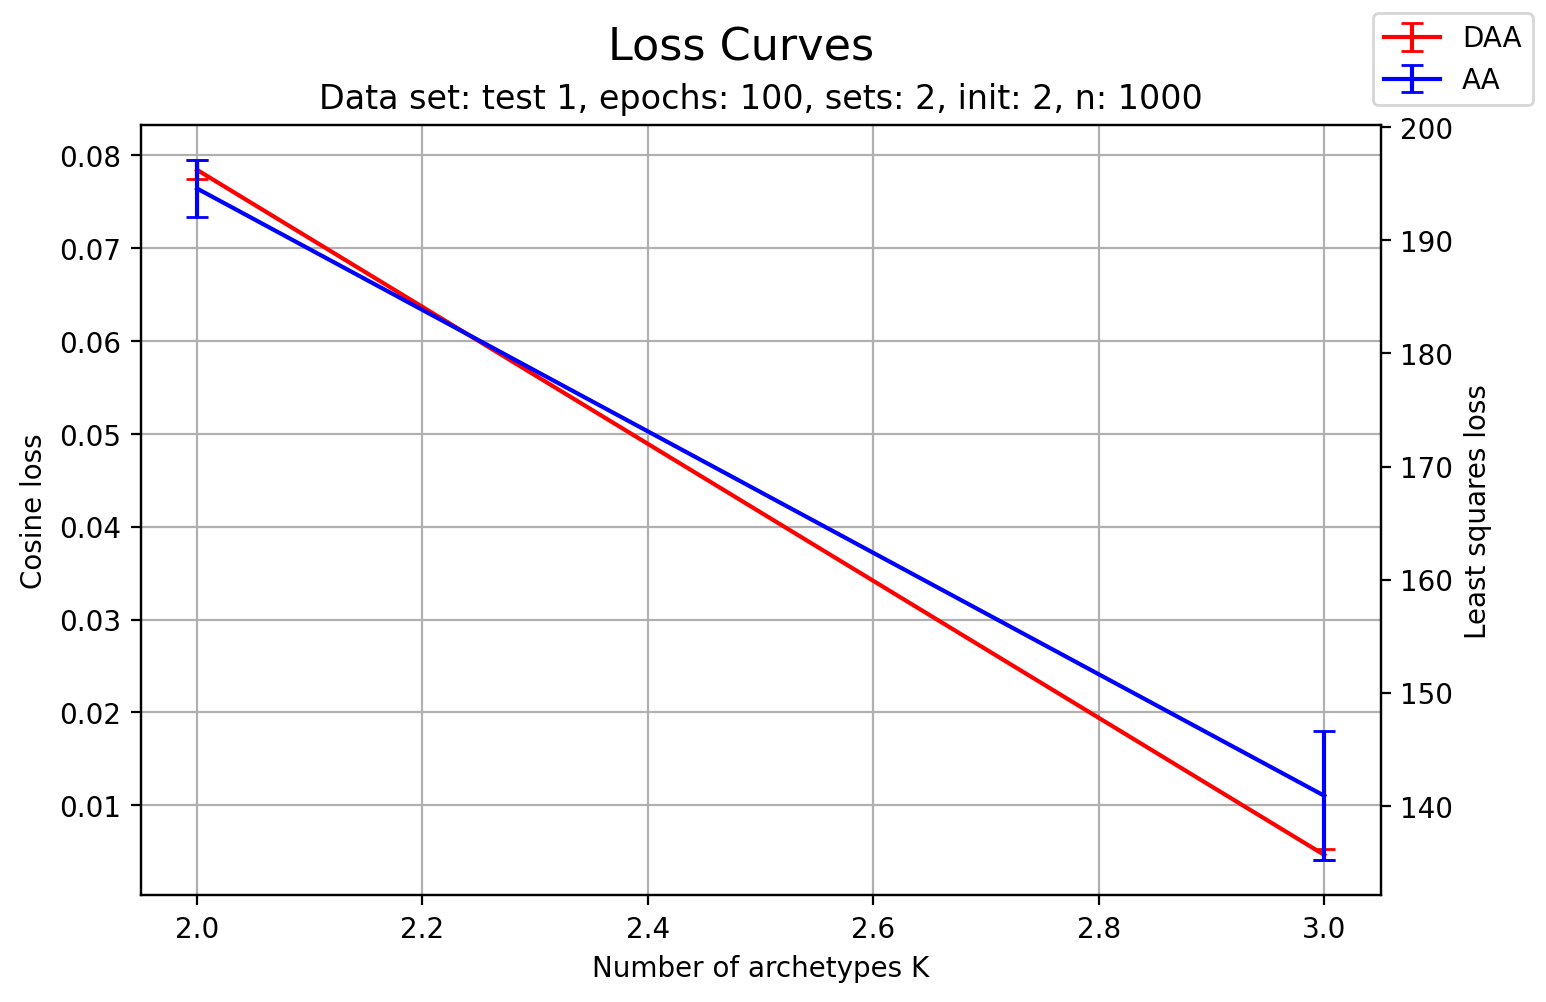 Loss Curves
Data set: test 1, epochs: 100, sets: 2, init: 2, n: 1000
DAA
AA
Cosine loss
0.08
0.07
0.06
0.05
0.04
0.03
0.02
0.01
200
190
180
170
160
150
140
Least squares loss
2.0 2.2 2.4 2.6 2.8 3.0
Number of archetypes K